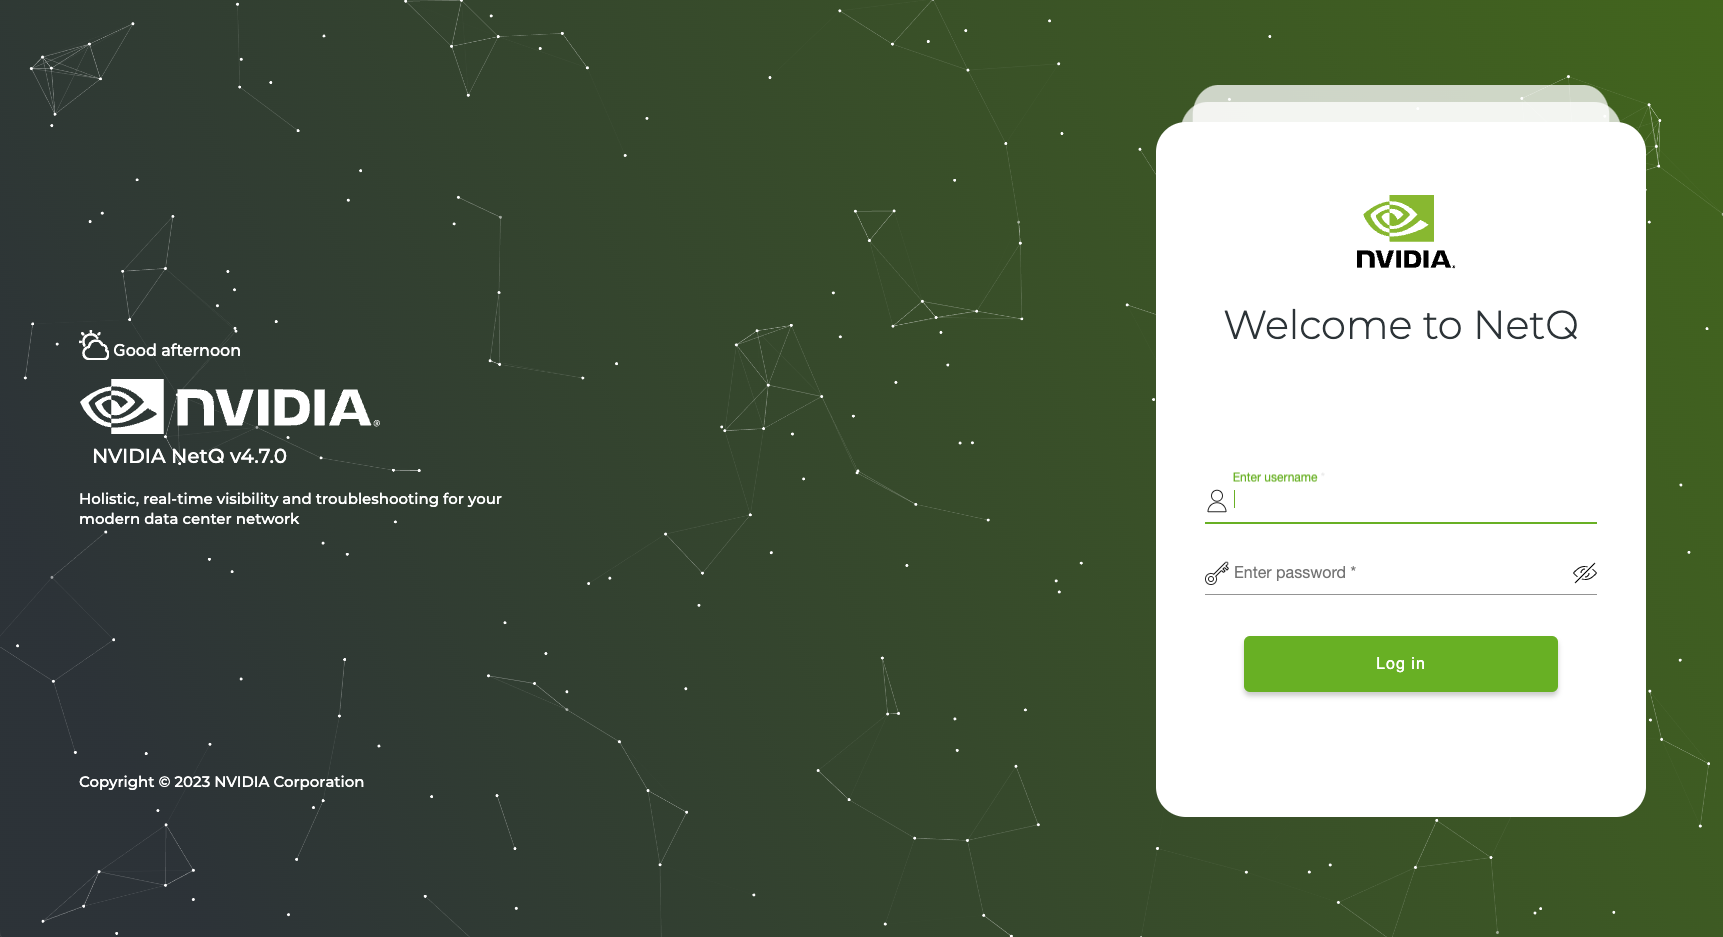 Good afternoon
NVIDIA®
NVIDIA NetQ v4.7.0
Holistic, real-time visibility and troubleshooting for your
modern data center network
Copyright © 2023 NVIDIA Corporation
NVIDIA.
Welcome to NetQ
Enter username *
Enter password *
Log in